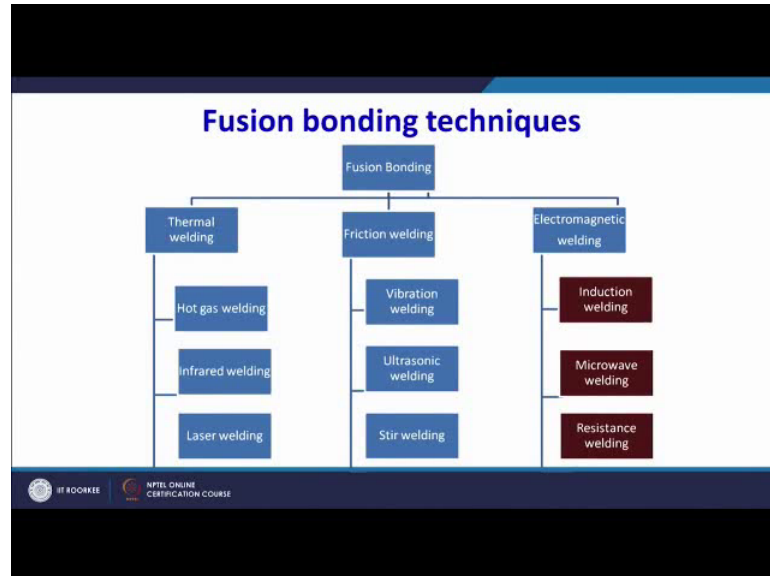 Fusion bonding techniques
Fusion Bonding
Thermal
welding
Friction welding
Electromagnetic
welding
Hot gas welding
Vibration
welding
Induction
welding
Infrared welding
Ultrasonic
welding
Microwave
welding
Laser welding
Stir welding
Resistance
welding
IIT ROORKEE
NPTEL ONLINE
CERTIFICATION COURSE